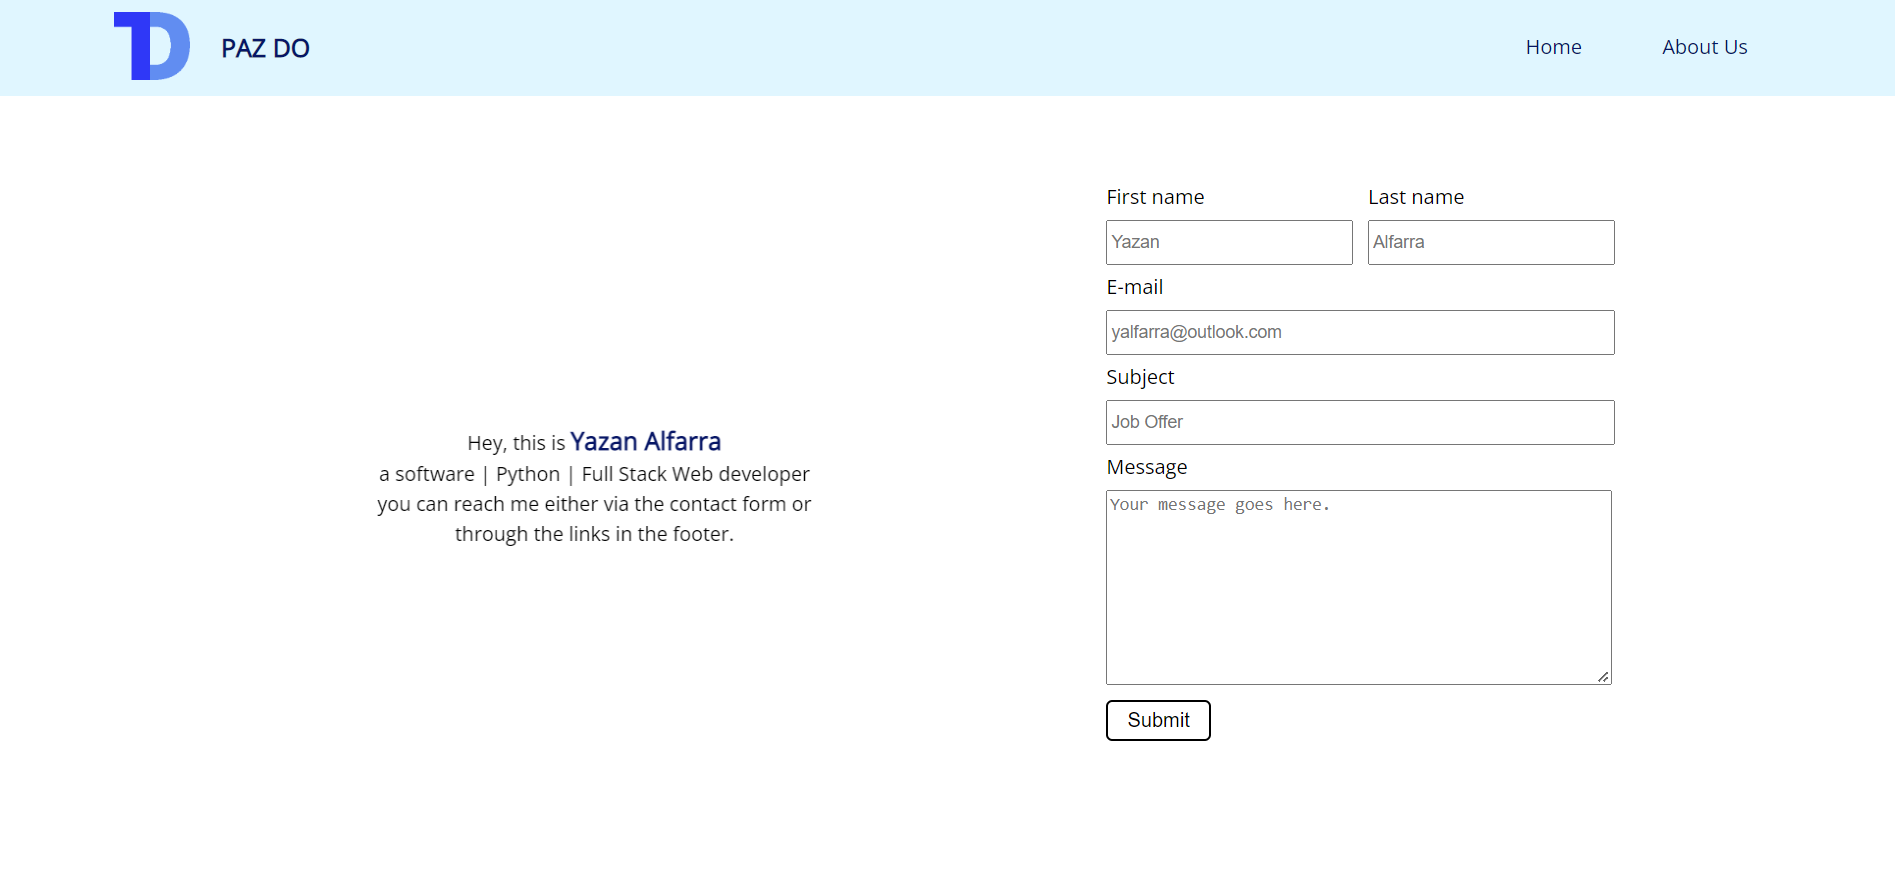 PAZ DO
Home
About Us
Hey, this is Yazan Alfarra
a software | Python | Full Stack Web developer
you can reach me either via the contact form or
through the links in the footer.
First name
Last name
Yazan
Alfarra
E-mail
yalfarra@outlook.com
Subject
Job Offer
Message
Your message goes here.
Submit